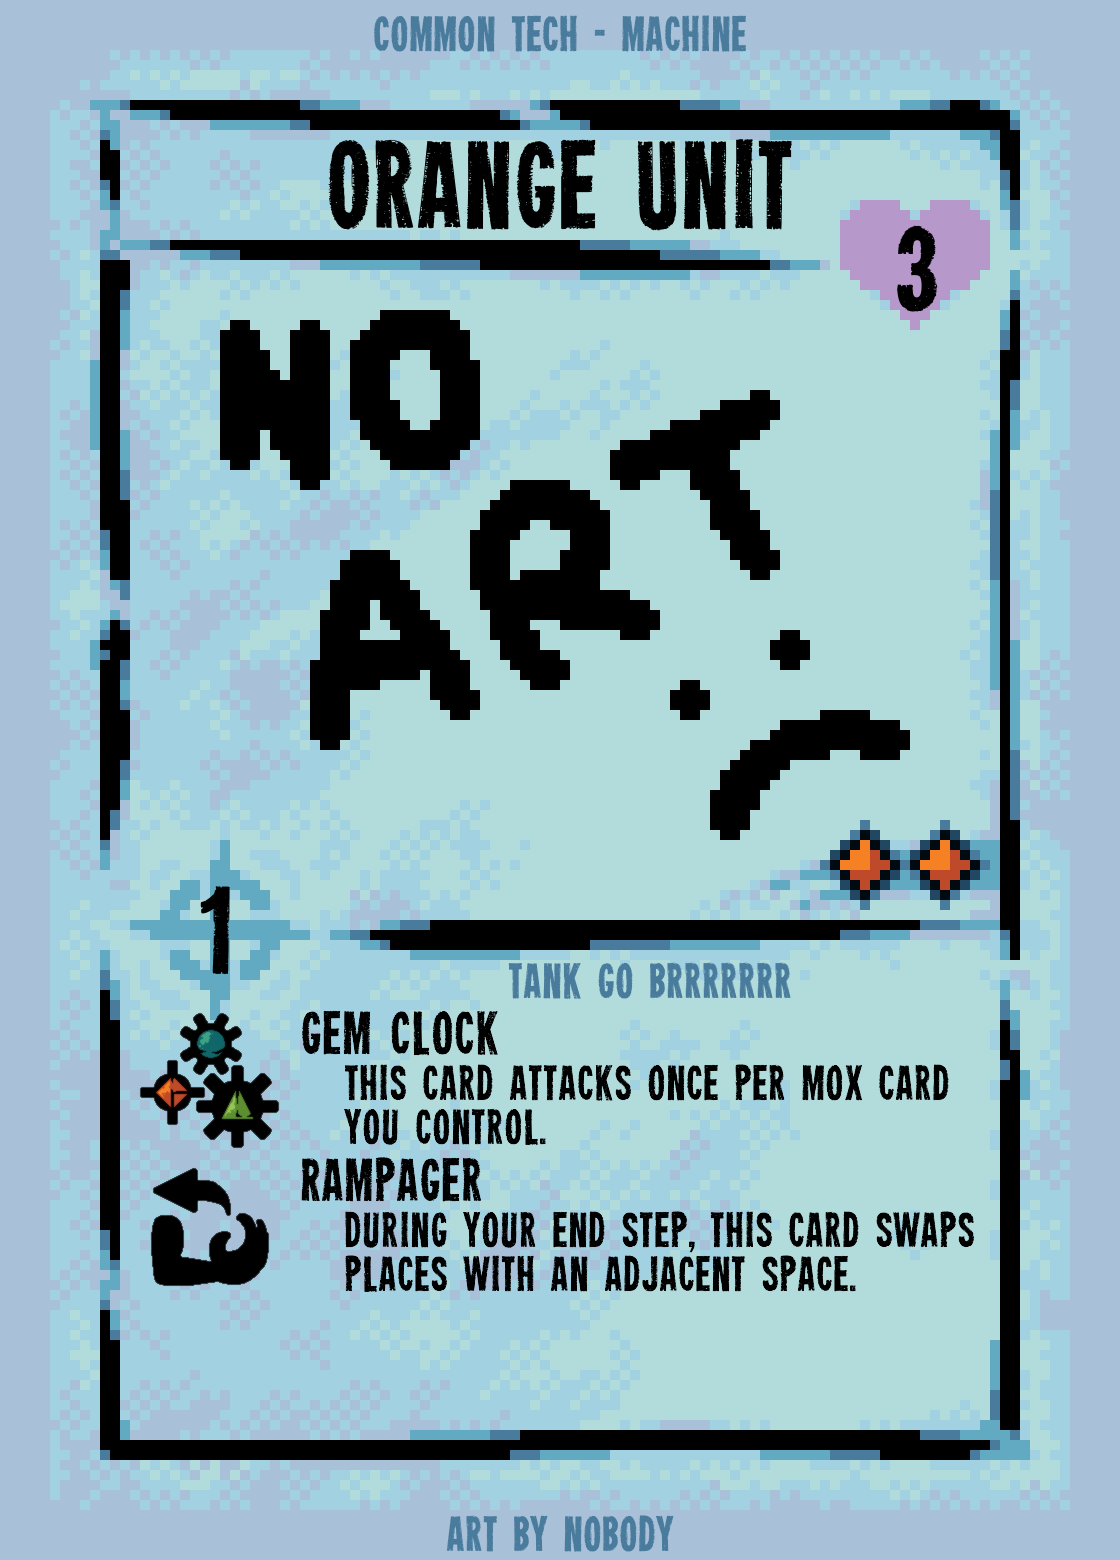 COMMON TECH - MACHINE
ORANGE UNIT
3
NO
ART
:(
1
TANK GO BRRRRRRR
GEM CLOCK
THIS CARD ATTACKS ONCE PER MOX CARD
YOU CONTROL.
RAMPAGER
DURING YOUR END STEP, THIS CARD SWAPS
PLACES WITH AN ADJACENT SPACE.
ART BY NOBODY